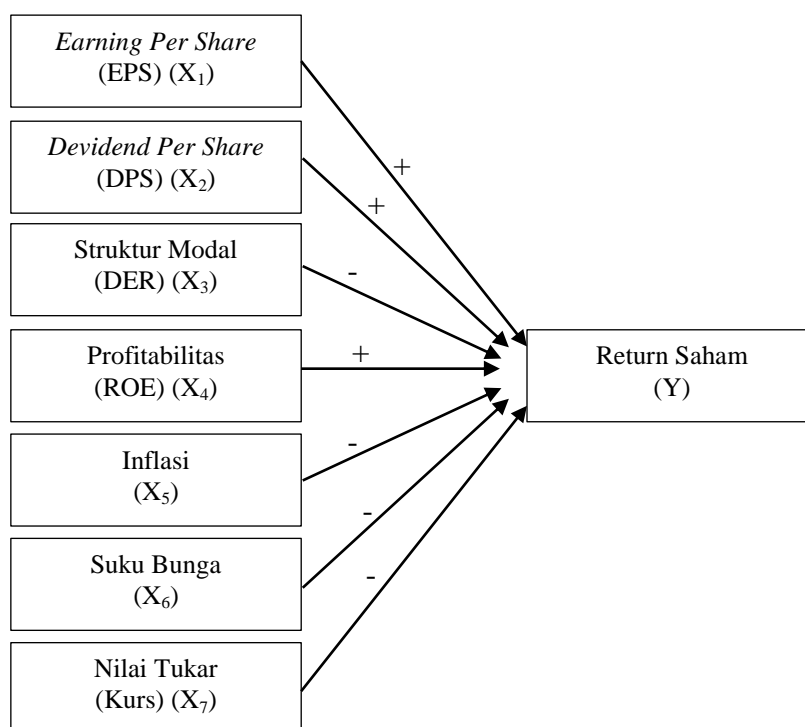 Earning Per Share
(EPS) (X₁)
+
Devidend Per Share
(DPS) (X₂)
+
Struktur Modal
(DER) (X₃)
-
Profitabilitas
(ROE) (X₄)
+
Return Saham
(Y)
Inflasi
(X₅)
-
Suku Bunga
(X₆)
-
Nilai Tukar
(Kurs) (X₇)
-